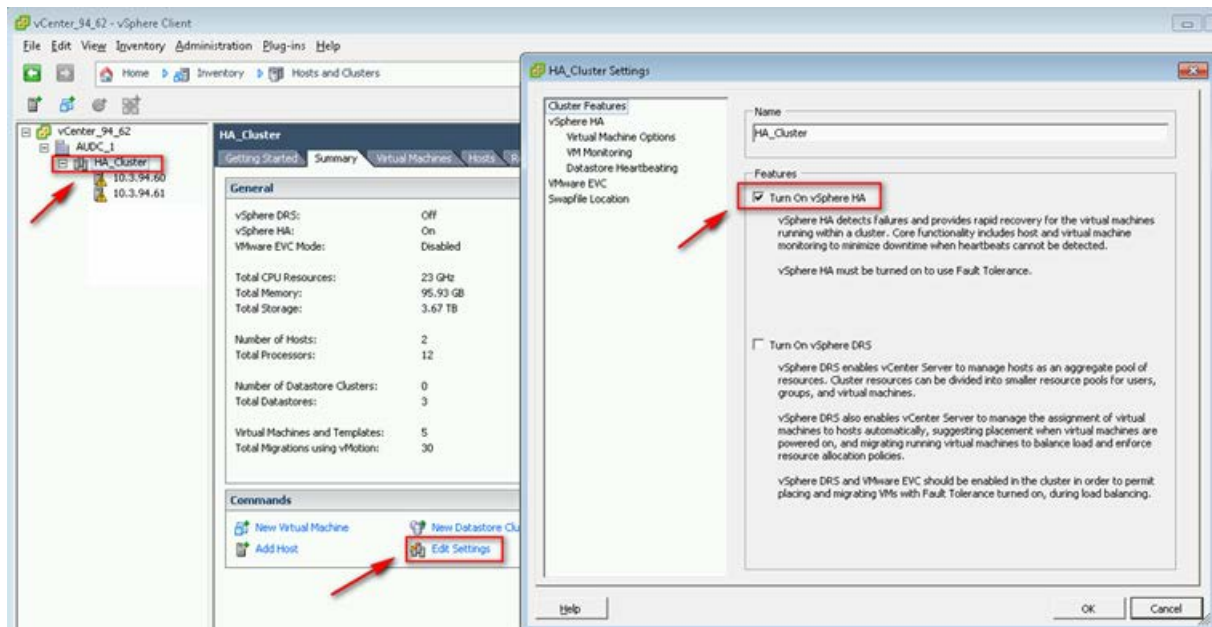 vCenter_94_62 - vSphere Client
File Edit View Inventory Administration Plug-ins Help
Home Inventory Hosts and Clusters
vCenter_94_62
AUDC_1
HA_Cluster
10.3.94.60
10.3.94.61
HA_Cluster
Getting Started Summary Virtual Machines Hosts
General
vSphere DRS: Off
vSphere HA: On
VMware EVC Mode: Disabled
Total CPU Resources: 23 GHz
Total Memory: 95.93 GB
Total Storage: 3.67 TB
Number of Hosts: 2
Total Processors: 12
Number of Datastore Clusters: 0
Total Datastores: 3
Virtual Machines and Templates: 5
Total Migrations using vMotion: 30
Commands
New Virtual Machine New Datastore Clu
Add Host Edit Settings
HA_Cluster Settings
Cluster Features
vSphere HA
Virtual Machine Options
VM Monitoring
Datastore Heartbeating
VMware EVC
Swapfile Location
Name
HA_Cluster
Features
Turn On vSphere HA
vSphere HA detects failures and provides rapid recovery for the virtual machines
running within a cluster. Core functionality includes host and virtual machine
monitoring to minimize downtime when heartbeats cannot be detected.
vSphere HA must be turned on to use Fault Tolerance.
Turn On vSphere DRS
vSphere DRS enables vCenter Server to manage hosts as an aggregate pool of
resources. Cluster resources can be divided into smaller resource pools for users,
groups, and virtual machines.
vSphere DRS also enables vCenter Server to manage the assignment of virtual
machines to hosts automatically, suggesting placement when virtual machines are
powered on, and migrating running virtual machines to balance load and enforce
resource allocation policies.
vSphere DRS and VMware EVC should be enabled in the cluster in order to permit
placing and migrating VMs with Fault Tolerance turned on, during load balancing.
Help OK Cancel